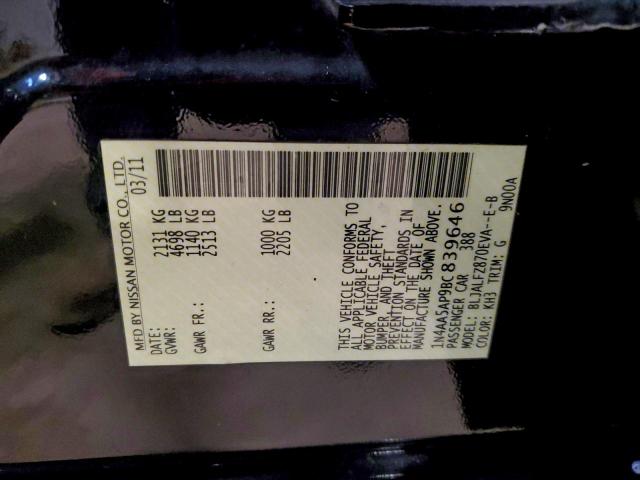 MFD BY NISSAN MOTOR CO., LTD.
DATE: 03/11
GVWR: 2131 KG
4698 LB
GAWR FR.: 1140 KG
2513 LB
GAWR RR.: 1000 KG
2205 LB
THIS VEHICLE CONFORMS TO
ALL APPLICABLE FEDERAL
MOTOR VEHICLE SAFETY,
BUMPER, AND THEFT
PREVENTION STANDARDS IN
EFFECT ON THE DATE OF
MANUFACTURE SHOWN ABOVE.
1N4AA5AP9BC839646
PASSENGER CAR 388
MODEL: BLJALFZ870EVA--E-B
COLOR: KH3 TRIM: G 9N00A